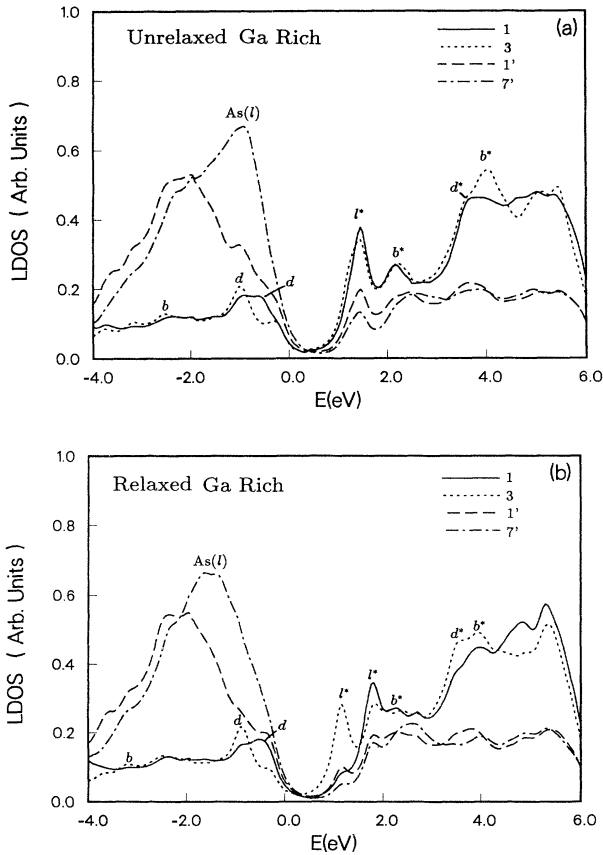 (a)
Unrelaxed Ga Rich
1
3
1'
7'
1.0
0.8
0.6
0.4
0.2
0.0
LDOS ( Arb. Units )
As(l)
b
d
d
l*
b*
d*
b*
-4.0 -2.0 0.0 2.0 4.0 6.0
E(eV)
(b)
Relaxed Ga Rich
1
3
1'
7'
1.0
0.8
0.6
0.4
0.2
0.0
LDOS ( Arb. Units )
As(l)
b
d
d
l*
l*
b*
d*
b*
-4.0 -2.0 0.0 2.0 4.0 6.0
E(eV)